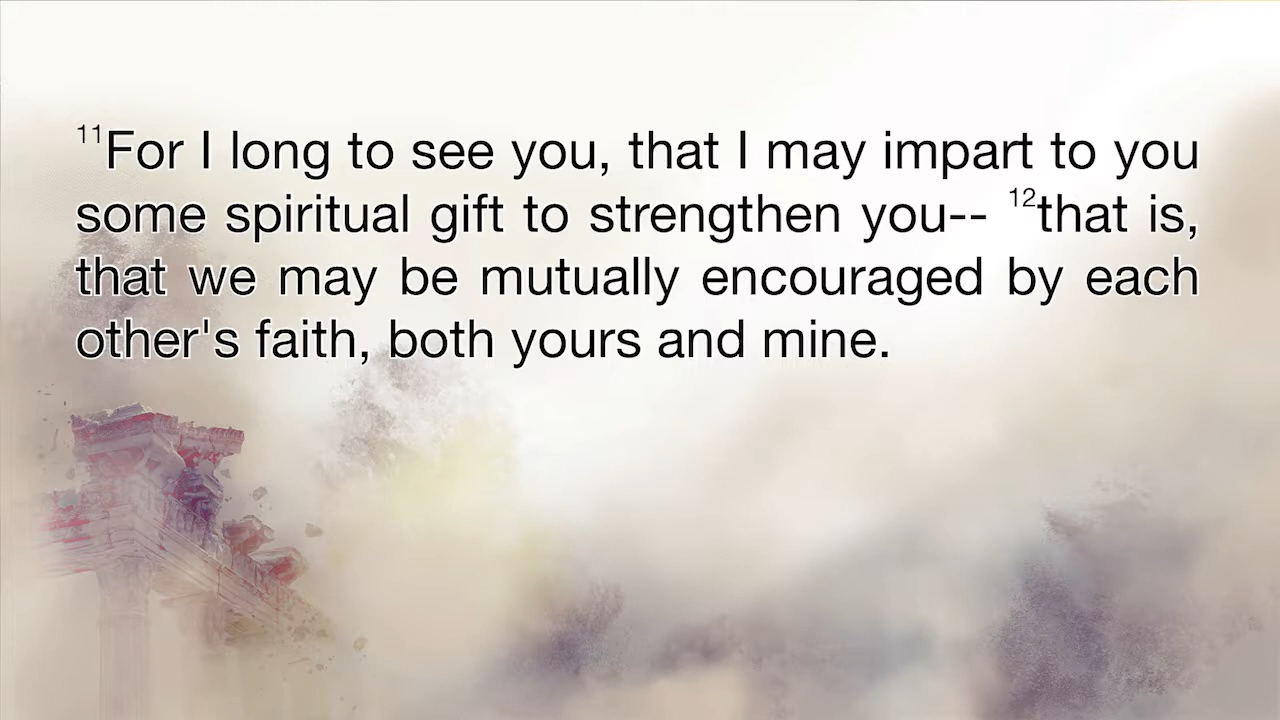 11For I long to see you, that I may impart to you
some spiritual gift to strengthen you-- 12that is,
that we may be mutually encouraged by each
other's faith, both yours and mine.